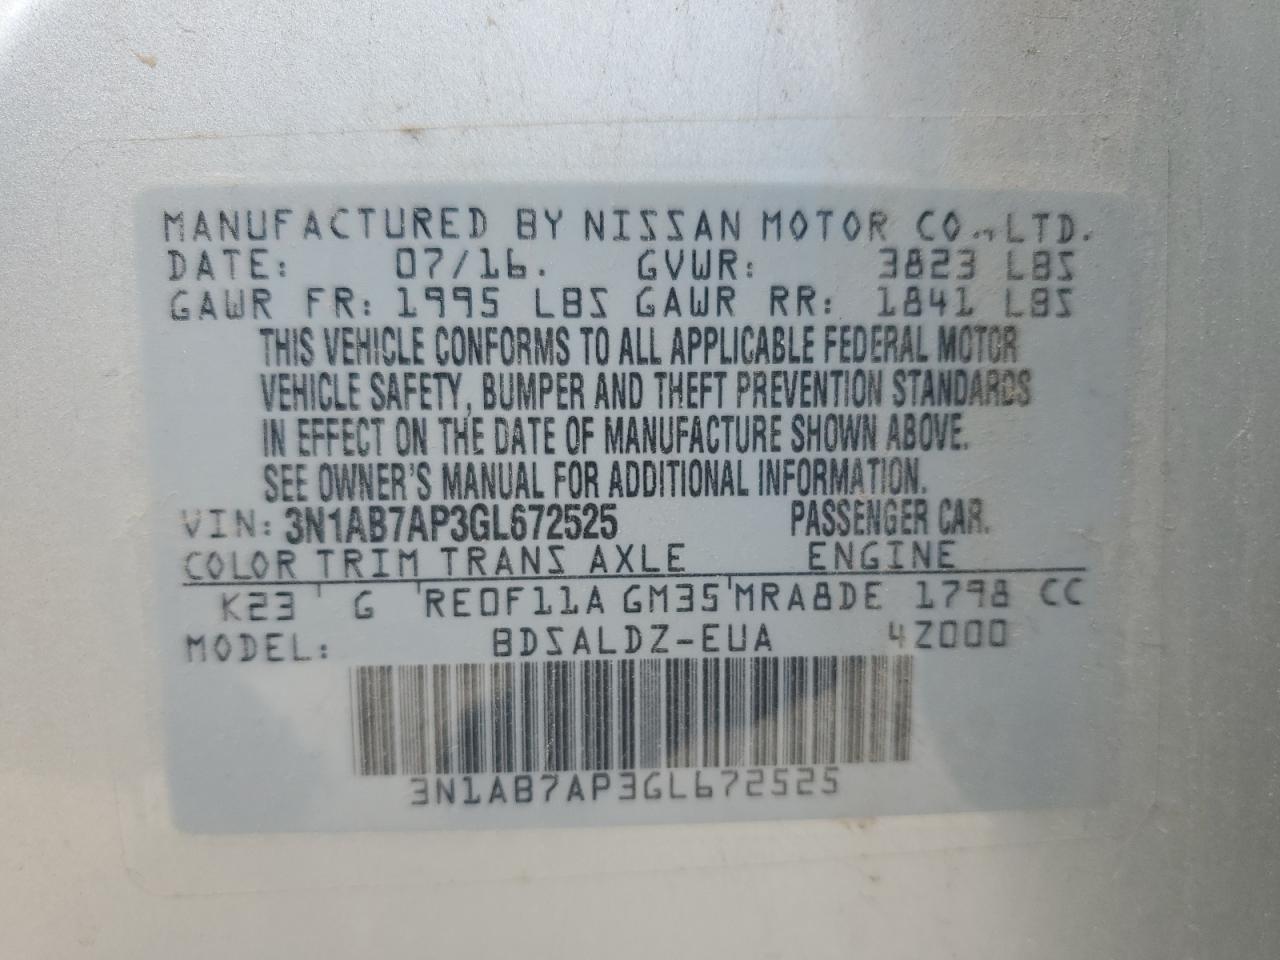 MANUFACTURED BY NISSAN MOTOR CO., LTD.
DATE: 07/16. GVWR: 3823 LBS
GAWR FR: 1995 LBS GAWR RR: 1841 LBS
THIS VEHICLE CONFORMS TO ALL APPLICABLE FEDERAL MOTOR
VEHICLE SAFETY, BUMPER AND THEFT PREVENTION STANDARDS
IN EFFECT ON THE DATE OF MANUFACTURE SHOWN ABOVE.
SEE OWNER'S MANUAL FOR ADDITIONAL INFORMATION.
VIN: 3N1AB7AP3GL672525 PASSENGER CAR.
COLOR TRIM TRANS AXLE ENGINE
K23 G RE0F11A GM35 MRA8DE 1798 CC
MODEL: BDSALDZ-EUA 4Z000
3N1AB7AP3GL672525